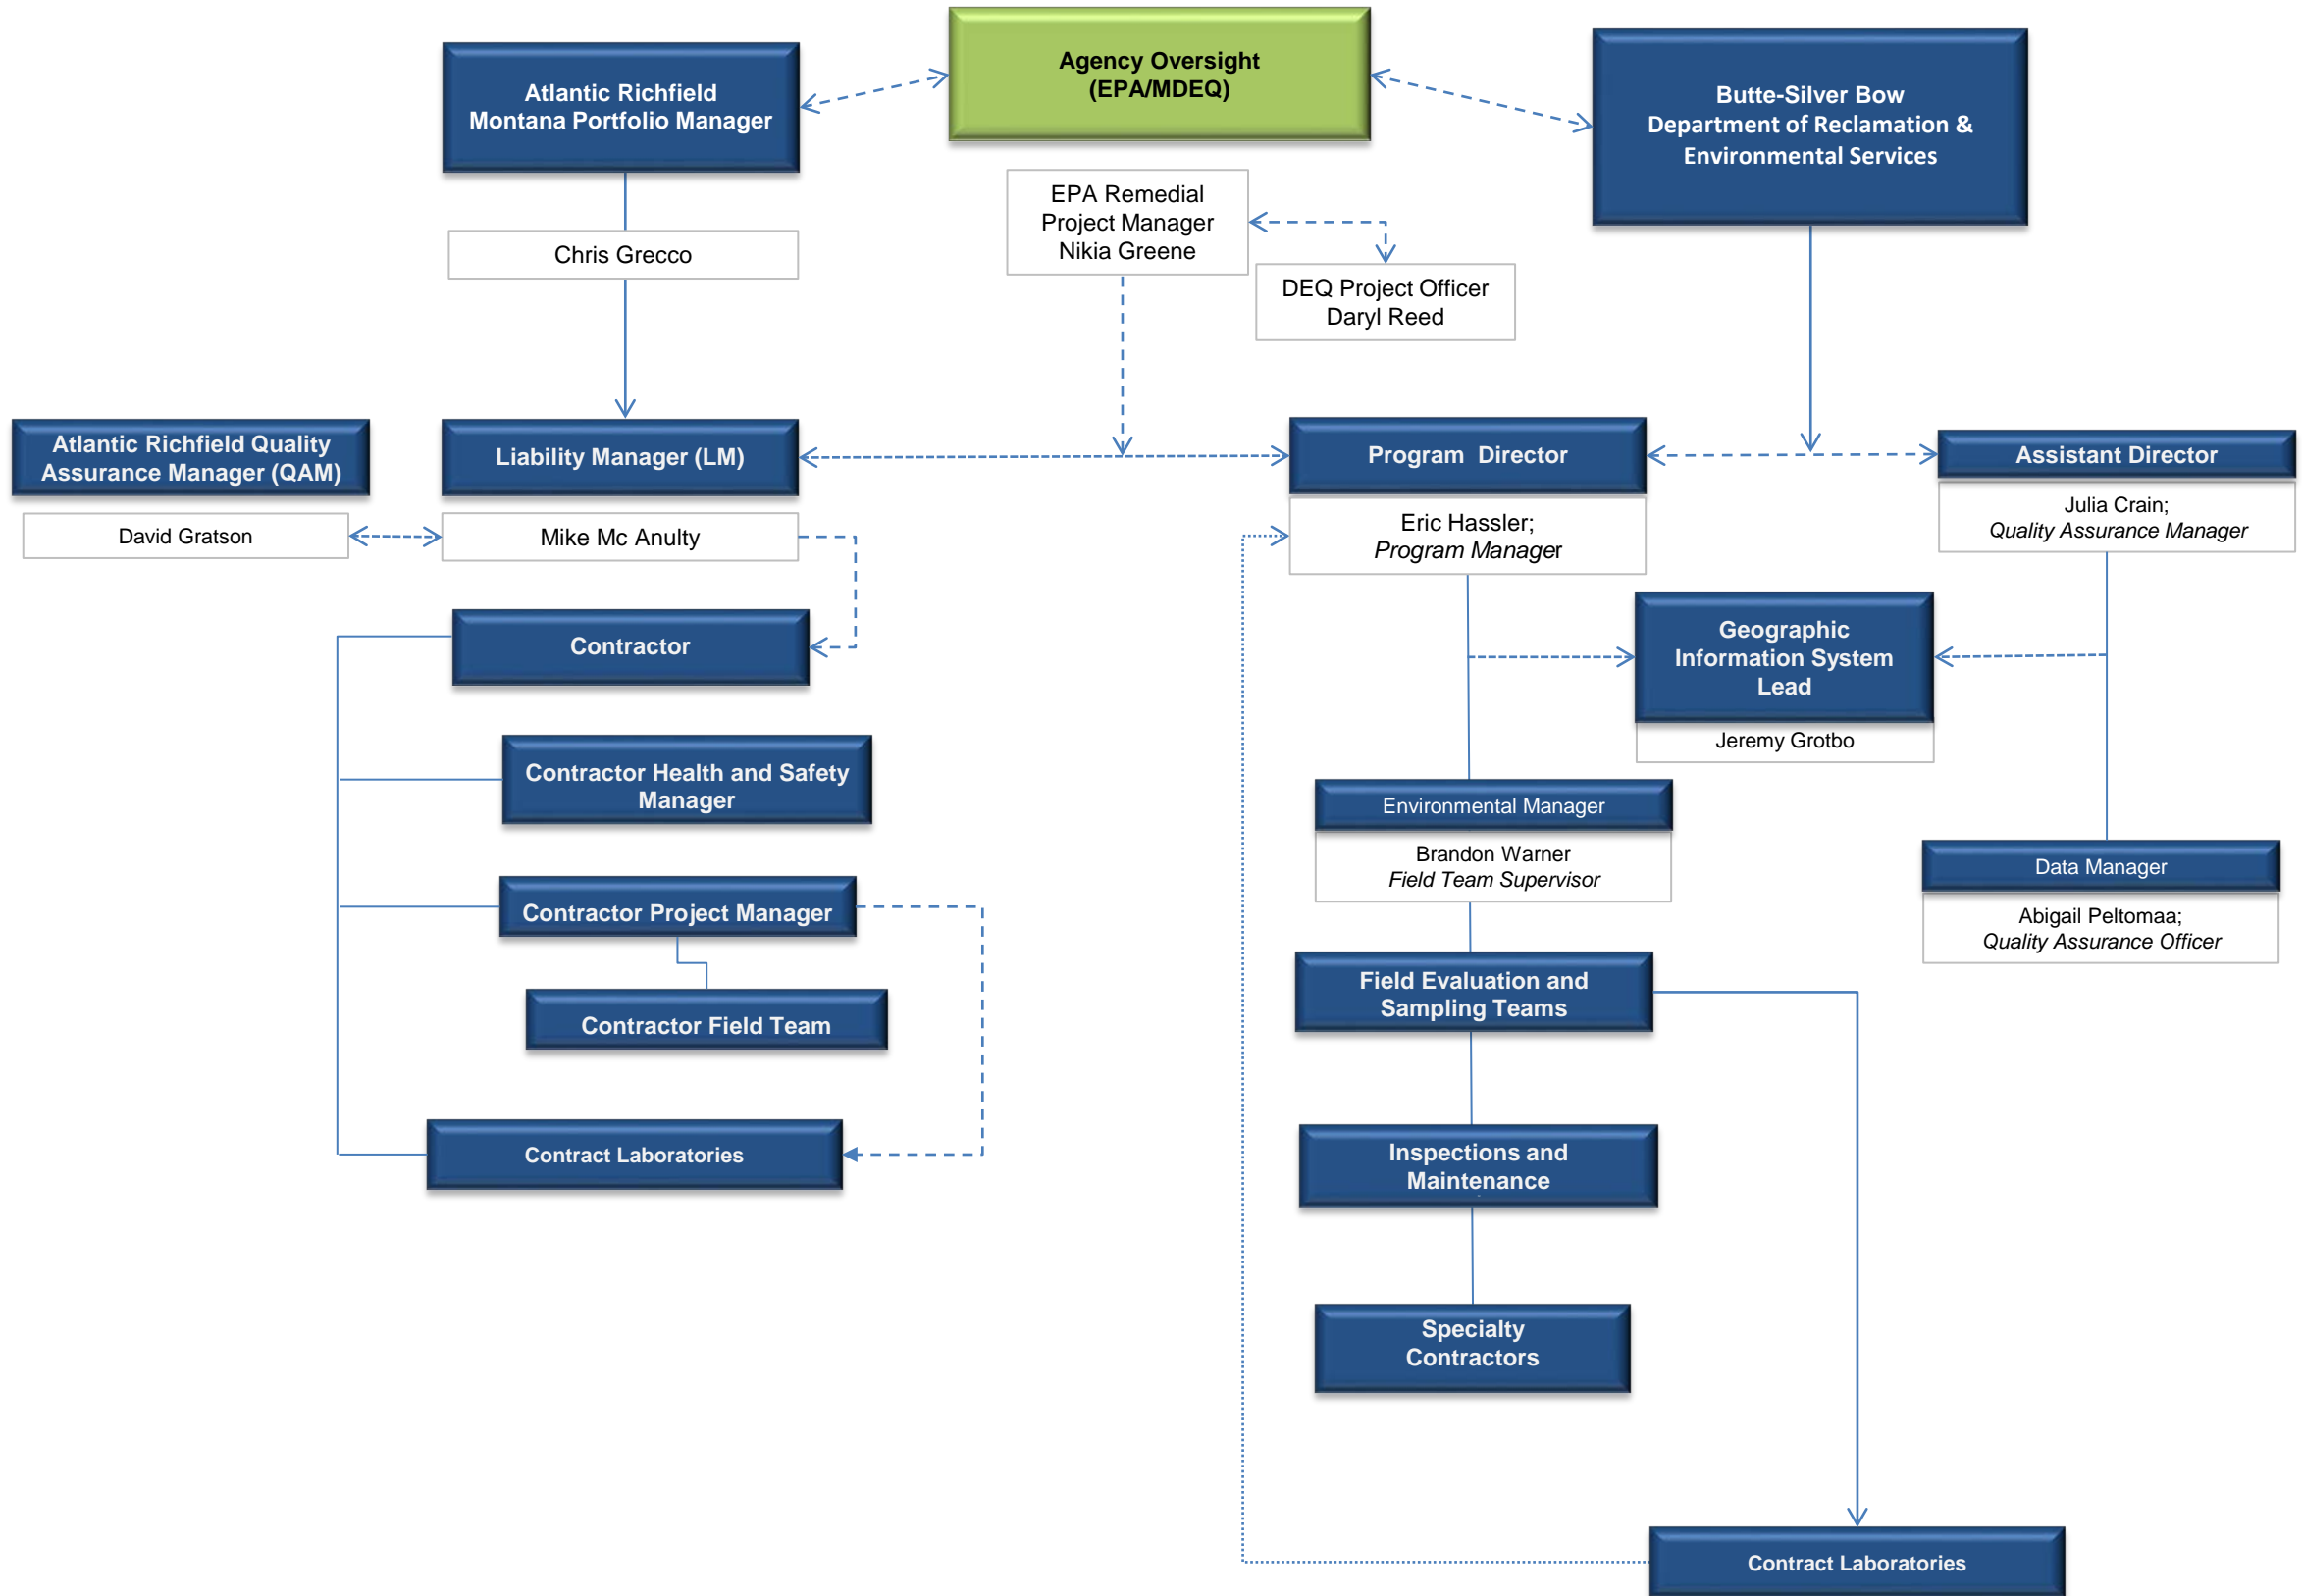 Agency Oversight
(EPA/MDEQ)
Atlantic Richfield
Montana Portfolio Manager
Butte-Silver Bow
Department of Reclamation &
Environmental Services
EPA Remedial
Project Manager
Nikia Greene
Chris Grecco
DEQ Project Officer
Daryl Reed
Atlantic Richfield Quality
Assurance Manager (QAM)
Liability Manager (LM)
Program Director
Assistant Director
David Gratson
Mike Mc Anulty
Eric Hassler;
Program Manager
Julia Crain;
Quality Assurance Manager
Contractor
Geographic
Information System
Lead
Jeremy Grotbo
Contractor Health and Safety
Manager
Environmental Manager
Brandon Warner
Field Team Supervisor
Data Manager
Abigail Peltomaa;
Quality Assurance Officer
Contractor Project Manager
Field Evaluation and
Sampling Teams
Contractor Field Team
Contract Laboratories
Inspections and
Maintenance
Specialty
Contractors
Contract Laboratories